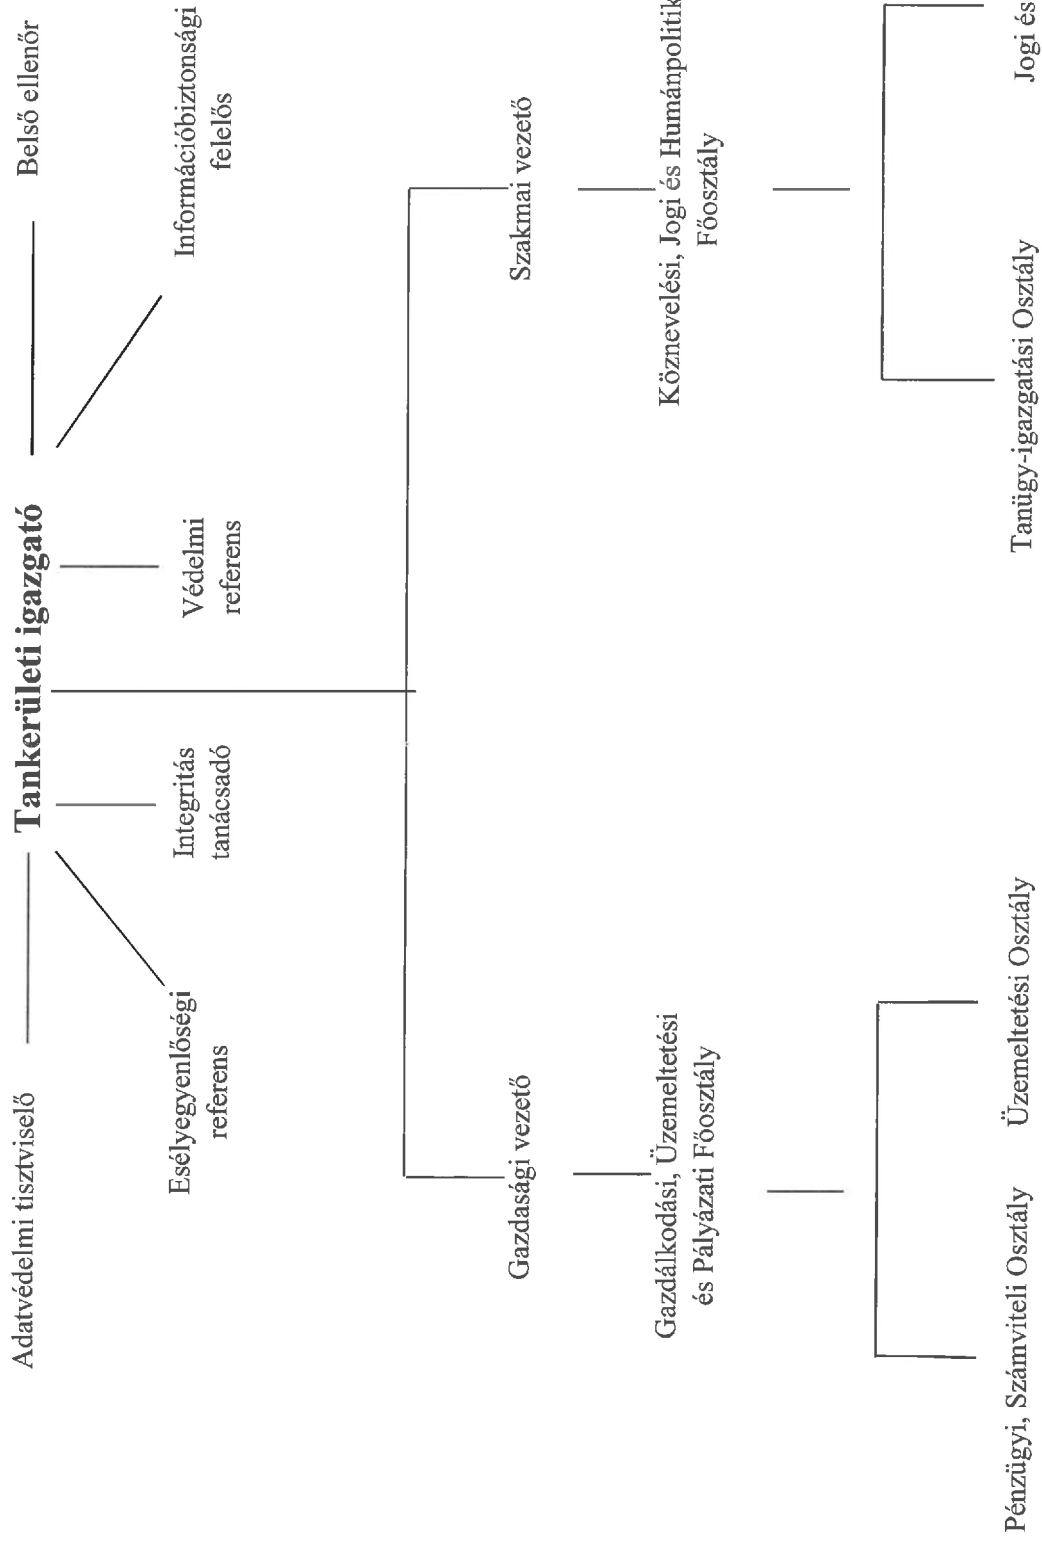 Adatvédelmi tisztviselő
Tankerületi igazgató
Belső ellenőr
Esélyegyenlőségi
referens
Integritás
tanácsadó
Védelmi
referens
Információbiztonsági
felelős
Gazdasági vezető
Szakmai vezető
Gazdálkodási, Üzemeltetési
és Pályázati Főosztály
Köznevelési, Jogi és Humánpolitik
Főosztály
Pénzügyi, Számviteli Osztály
Üzemeltetési Osztály
Tanügy-igazgatási Osztály
Jogi és